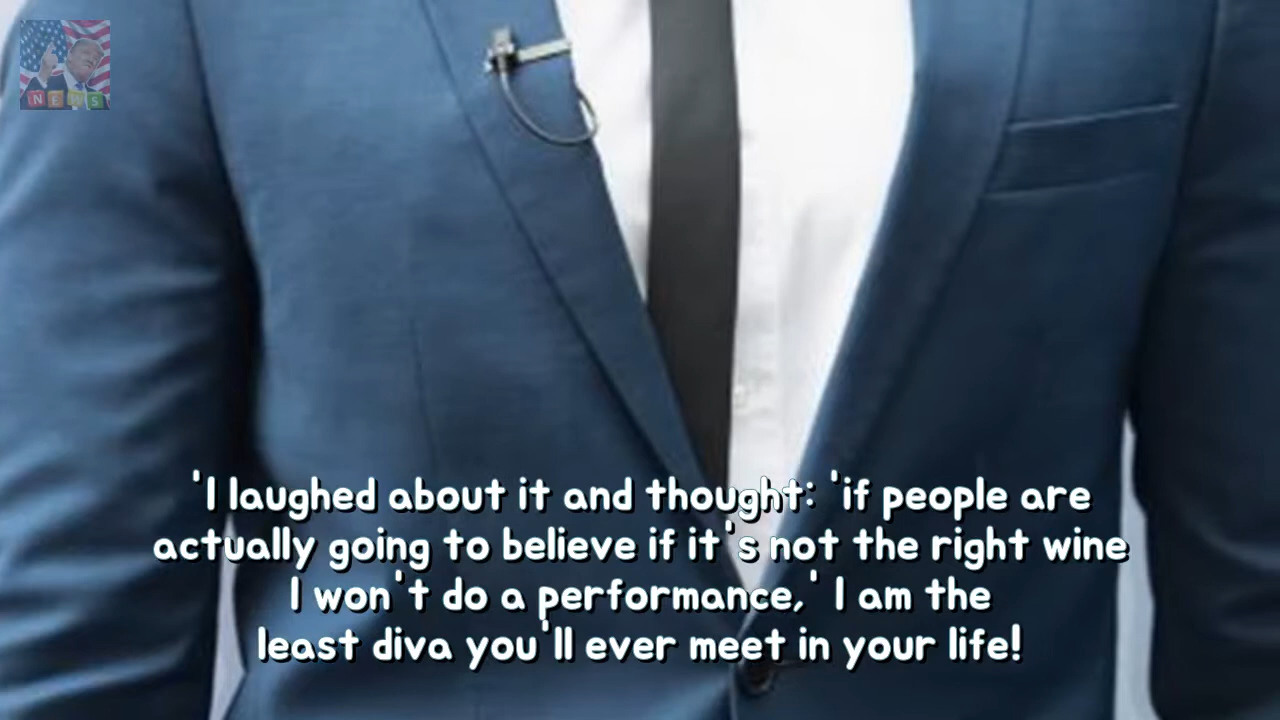 NEWS
'I laughed about it and thought: 'if people are
actually going to believe if it's not the right wine
I won't do a performance,' I am the
least diva you'll ever meet in your life!